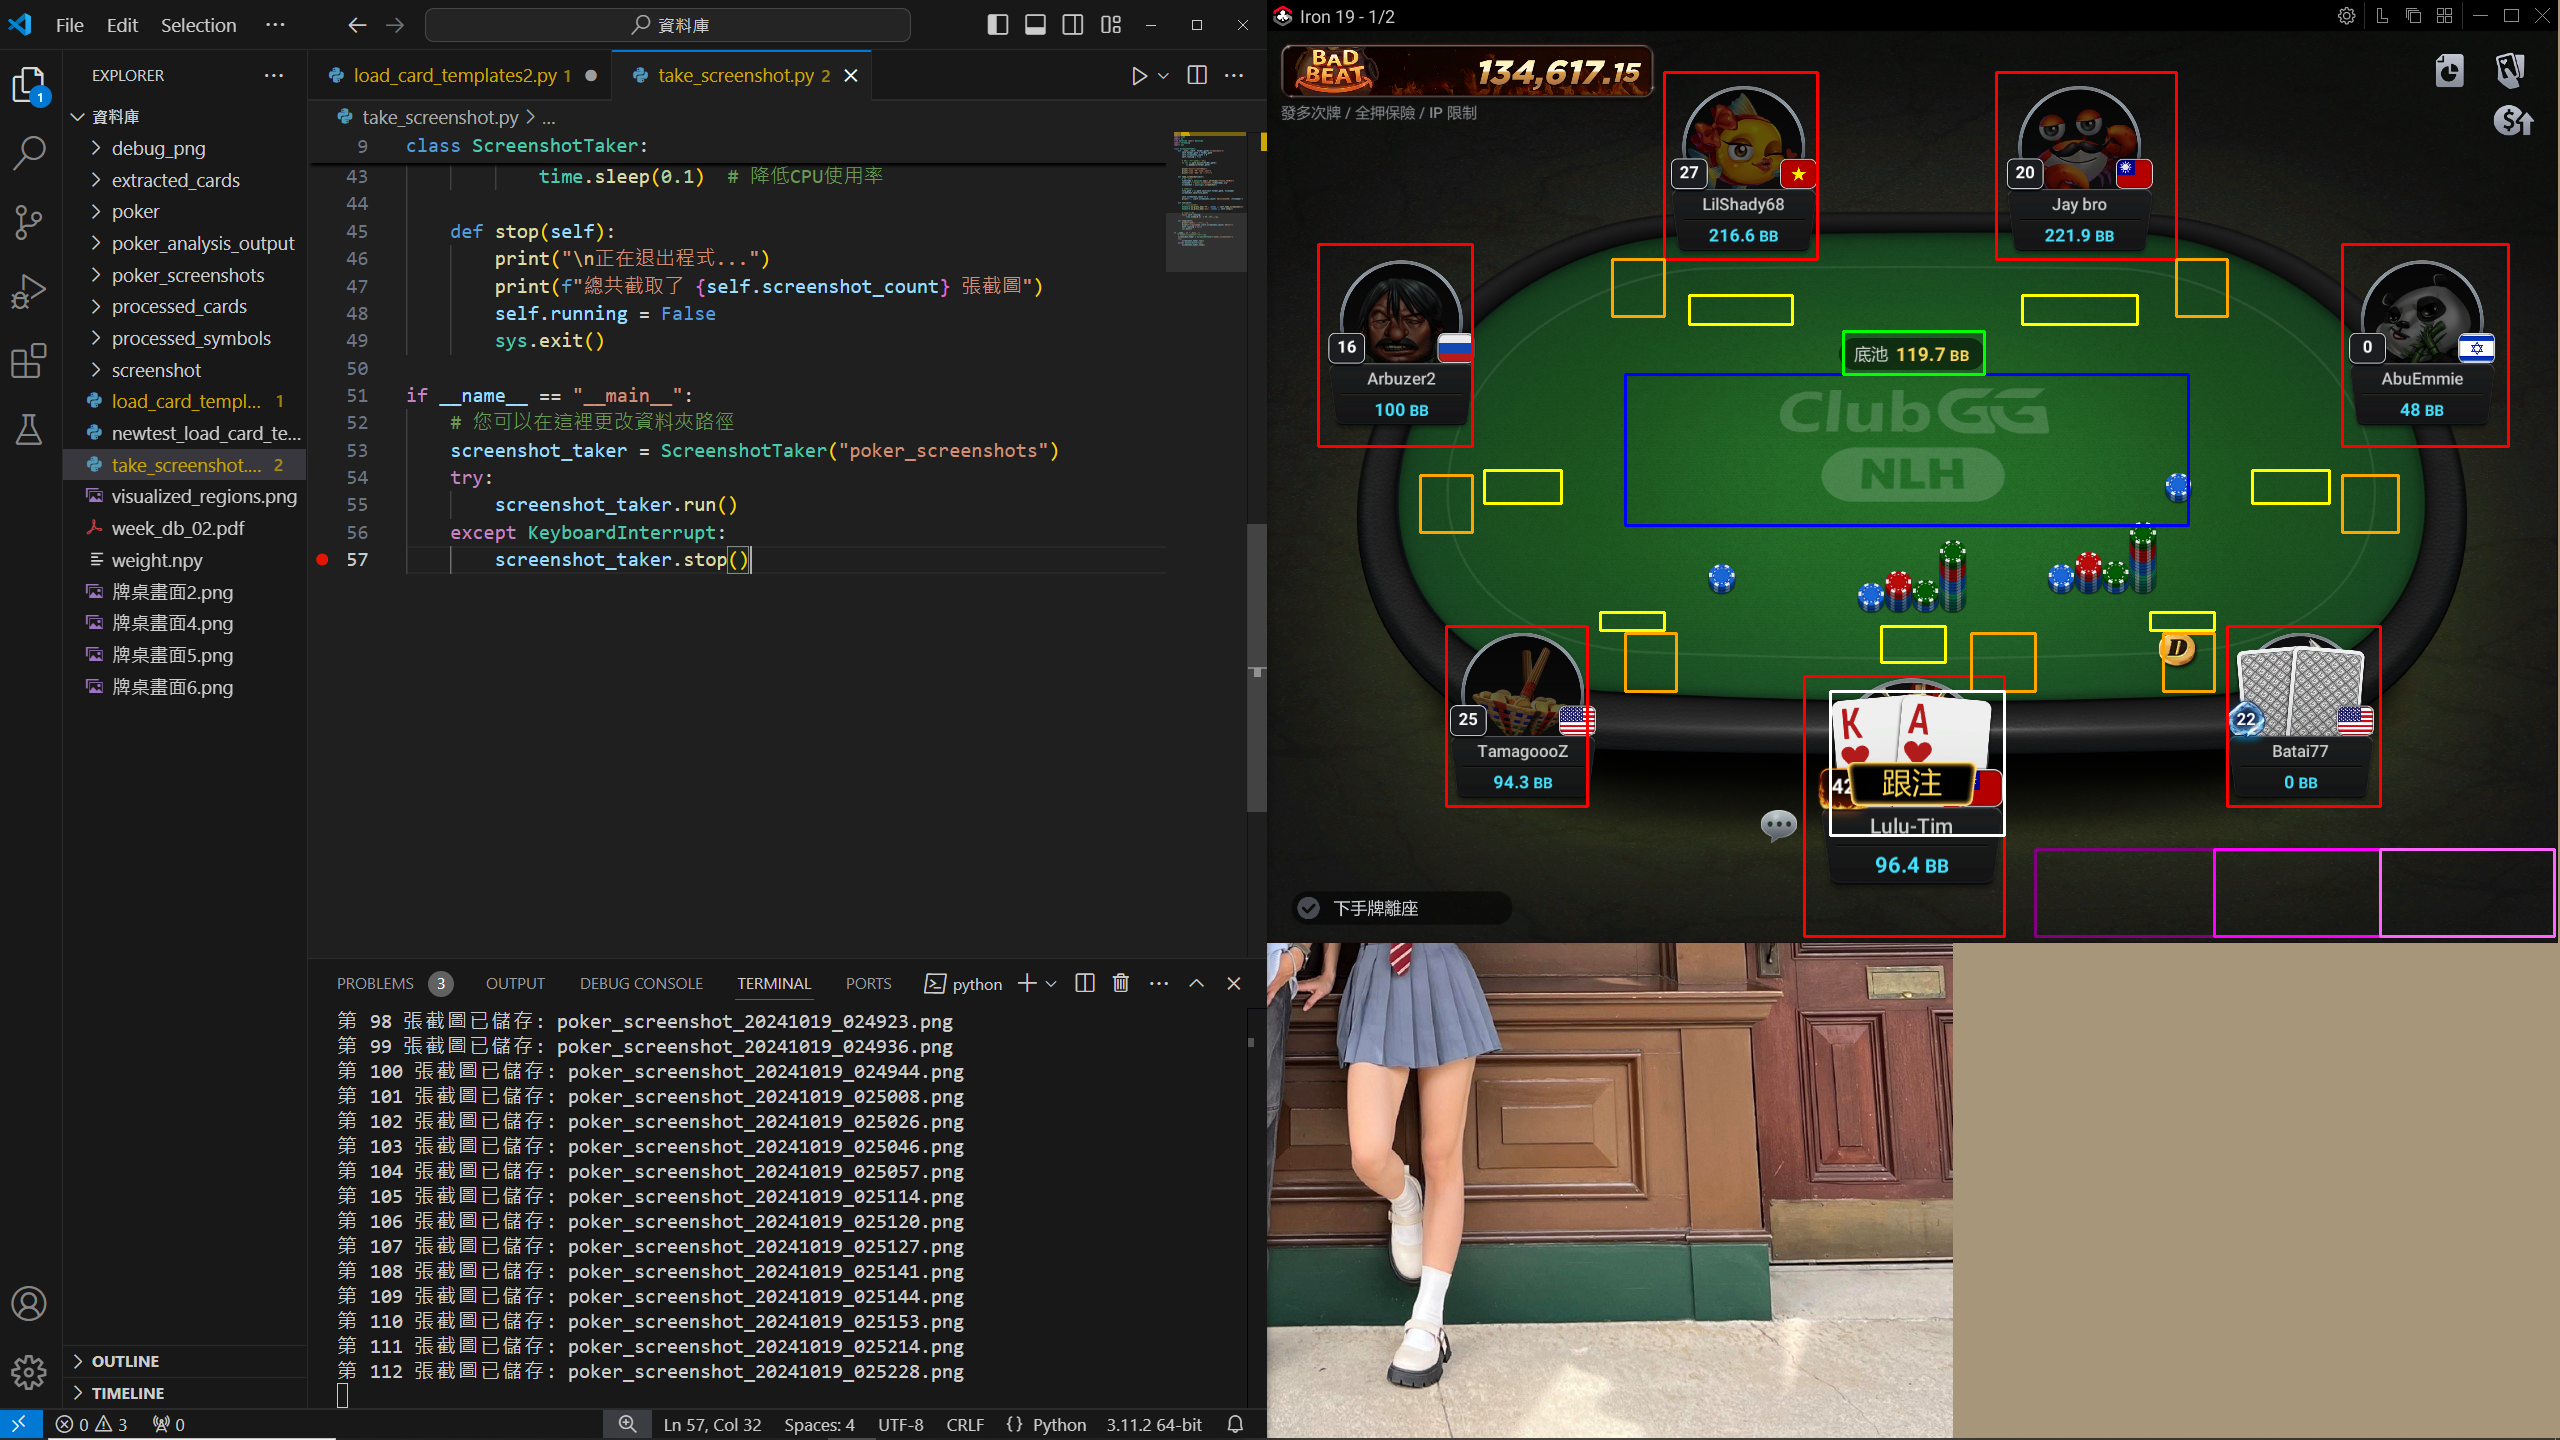 File
Edit
Selection
資料庫
EXPLORER
資料庫
debug_png
extracted_cards
poker
poker_analysis_output
poker_screenshots
processed_cards
processed_symbols
screenshot
load_card_templ... 1
newtest_load_card_te...
take_screenshot.... 2
visualized_regions.png
week_db_02.pdf
weight.npy
牌桌畫面2.png
牌桌畫面4.png
牌桌畫面5.png
牌桌畫面6.png
OUTLINE
TIMELINE
1
load_card_templates2.py 1
take_screenshot.py 2
take_screenshot.py > ...
9 class ScreenshotTaker:
43 time.sleep(0.1) # 降低CPU使用率
44
45 def stop(self):
46 print("\n正在退出程式...")
47 print(f"總共截取了 {self.screenshot_count} 張截圖")
48 self.running = False
49 sys.exit()
50
51 if __name__ == "__main__":
52 # 您可以在這裡更改資料夾路徑
53 screenshot_taker = ScreenshotTaker("poker_screenshots")
54 try:
55 screenshot_taker.run()
56 except KeyboardInterrupt:
57 screenshot_taker.stop()
PROBLEMS 3
OUTPUT
DEBUG CONSOLE
TERMINAL
PORTS
python
第 98 張截圖已儲存: poker_screenshot_20241019_024923.png
第 99 張截圖已儲存: poker_screenshot_20241019_024936.png
第 100 張截圖已儲存: poker_screenshot_20241019_024944.png
第 101 張截圖已儲存: poker_screenshot_20241019_025008.png
第 102 張截圖已儲存: poker_screenshot_20241019_025026.png
第 103 張截圖已儲存: poker_screenshot_20241019_025046.png
第 104 張截圖已儲存: poker_screenshot_20241019_025057.png
第 105 張截圖已儲存: poker_screenshot_20241019_025114.png
第 106 張截圖已儲存: poker_screenshot_20241019_025120.png
第 107 張截圖已儲存: poker_screenshot_20241019_025127.png
第 108 張截圖已儲存: poker_screenshot_20241019_025141.png
第 109 張截圖已儲存: poker_screenshot_20241019_025144.png
第 110 張截圖已儲存: poker_screenshot_20241019_025153.png
第 111 張截圖已儲存: poker_screenshot_20241019_025214.png
第 112 張截圖已儲存: poker_screenshot_20241019_025228.png
0 3
0
Ln 57, Col 32
Spaces: 4
UTF-8
CRLF
{} Python
3.11.2 64-bit
Iron 19 - 1/2
BAD BEAT 134,617.15
發多次牌 / 全押保險 / IP 限制
27
LilShady68
216.6 BB
20
Jay bro
221.9 BB
16
Arbuzer2
100 BB
0
AbuEmmie
48 BB
底池 119.7 BB
ClubGG
NLH
25
TamagoooZ
94.3 BB
D
K A
42
跟注
Lulu-Tim
96.4 BB
22
Batai77
0 BB
下手牌離座